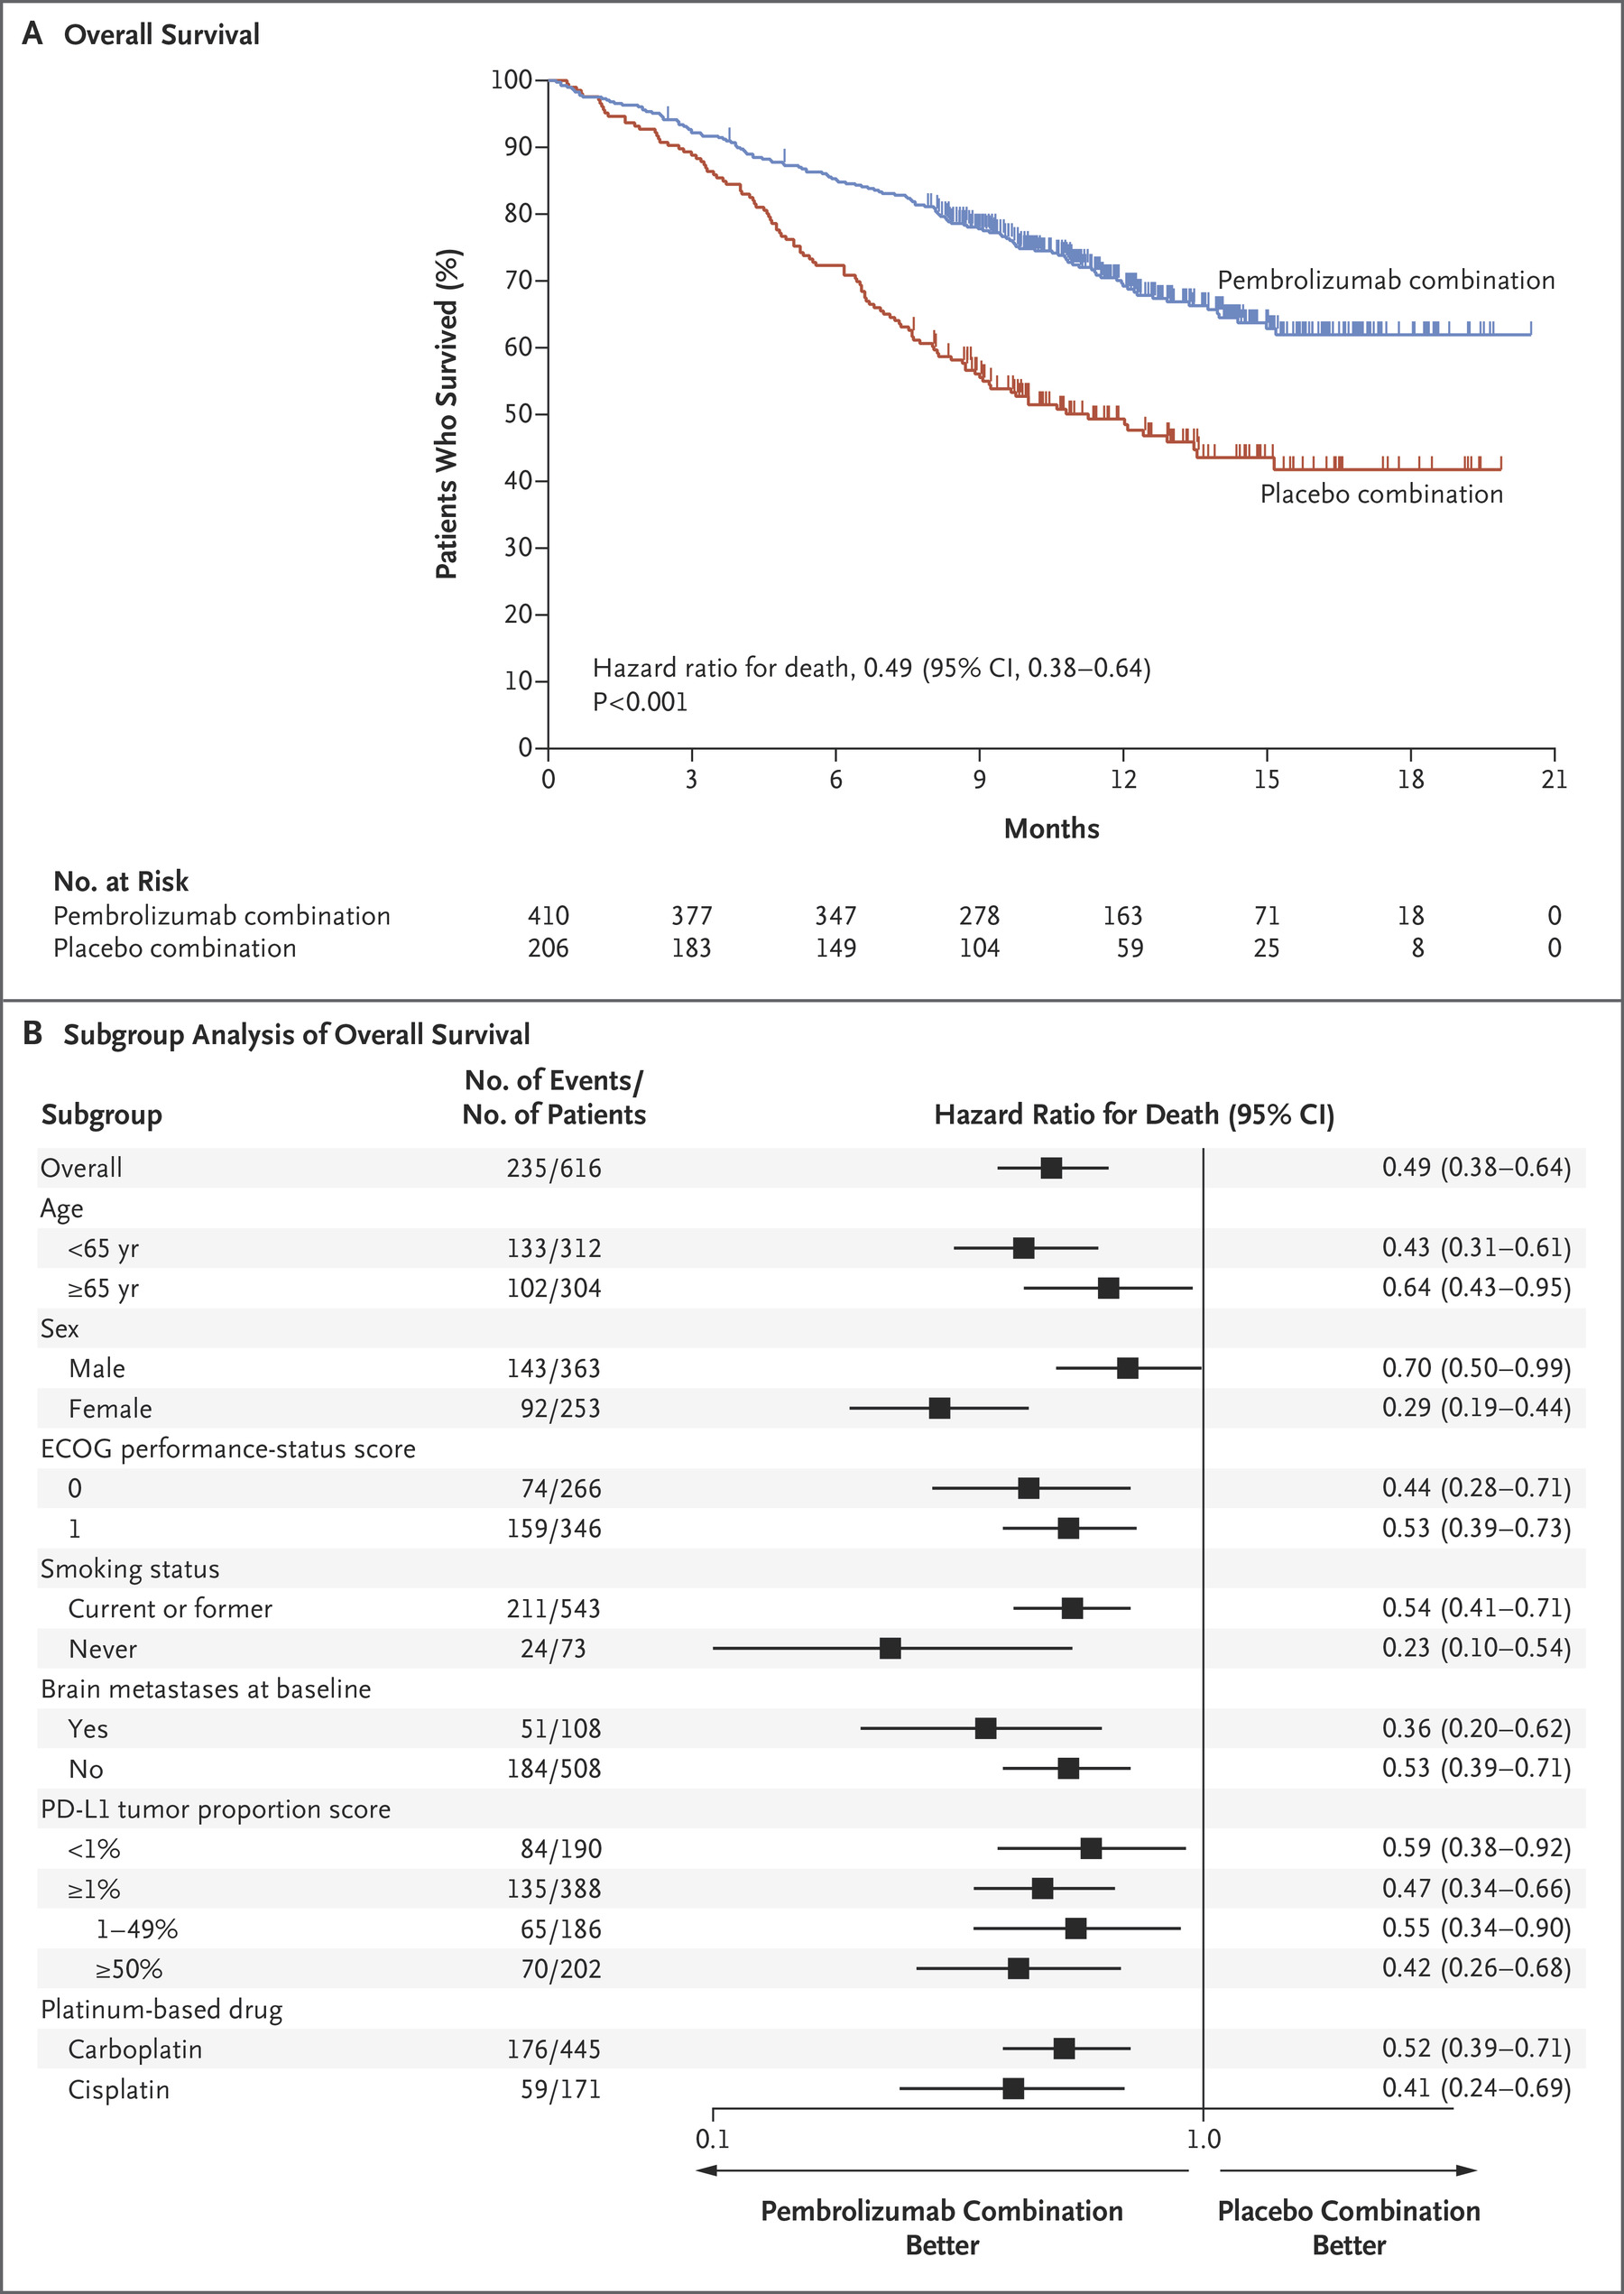 A Overall Survival
100
90
80
70
60
50
40
30
20
10
0
Patients Who Survived (%)
Pembrolizumab combination
Placebo combination
Hazard ratio for death, 0.49 (95% CI, 0.38–0.64)
P<0.001
0 3 6 9 12 15 18 21
Months
No. at Risk
Pembrolizumab combination 410 377 347 278 163 71 18 0
Placebo combination 206 183 149 104 59 25 8 0
B Subgroup Analysis of Overall Survival
Subgroup No. of Events/ No. of Patients Hazard Ratio for Death (95% CI)
Overall 235/616 0.49 (0.38–0.64)
Age
<65 yr 133/312 0.43 (0.31–0.61)
≥65 yr 102/304 0.64 (0.43–0.95)
Sex
Male 143/363 0.70 (0.50–0.99)
Female 92/253 0.29 (0.19–0.44)
ECOG performance-status score
0 74/266 0.44 (0.28–0.71)
1 159/346 0.53 (0.39–0.73)
Smoking status
Current or former 211/543 0.54 (0.41–0.71)
Never 24/73 0.23 (0.10–0.54)
Brain metastases at baseline
Yes 51/108 0.36 (0.20–0.62)
No 184/508 0.53 (0.39–0.71)
PD-L1 tumor proportion score
<1% 84/190 0.59 (0.38–0.92)
≥1% 135/388 0.47 (0.34–0.66)
1–49% 65/186 0.55 (0.34–0.90)
≥50% 70/202 0.42 (0.26–0.68)
Platinum-based drug
Carboplatin 176/445 0.52 (0.39–0.71)
Cisplatin 59/171 0.41 (0.24–0.69)
0.1 1.0
Pembrolizumab Combination Better
Placebo Combination Better